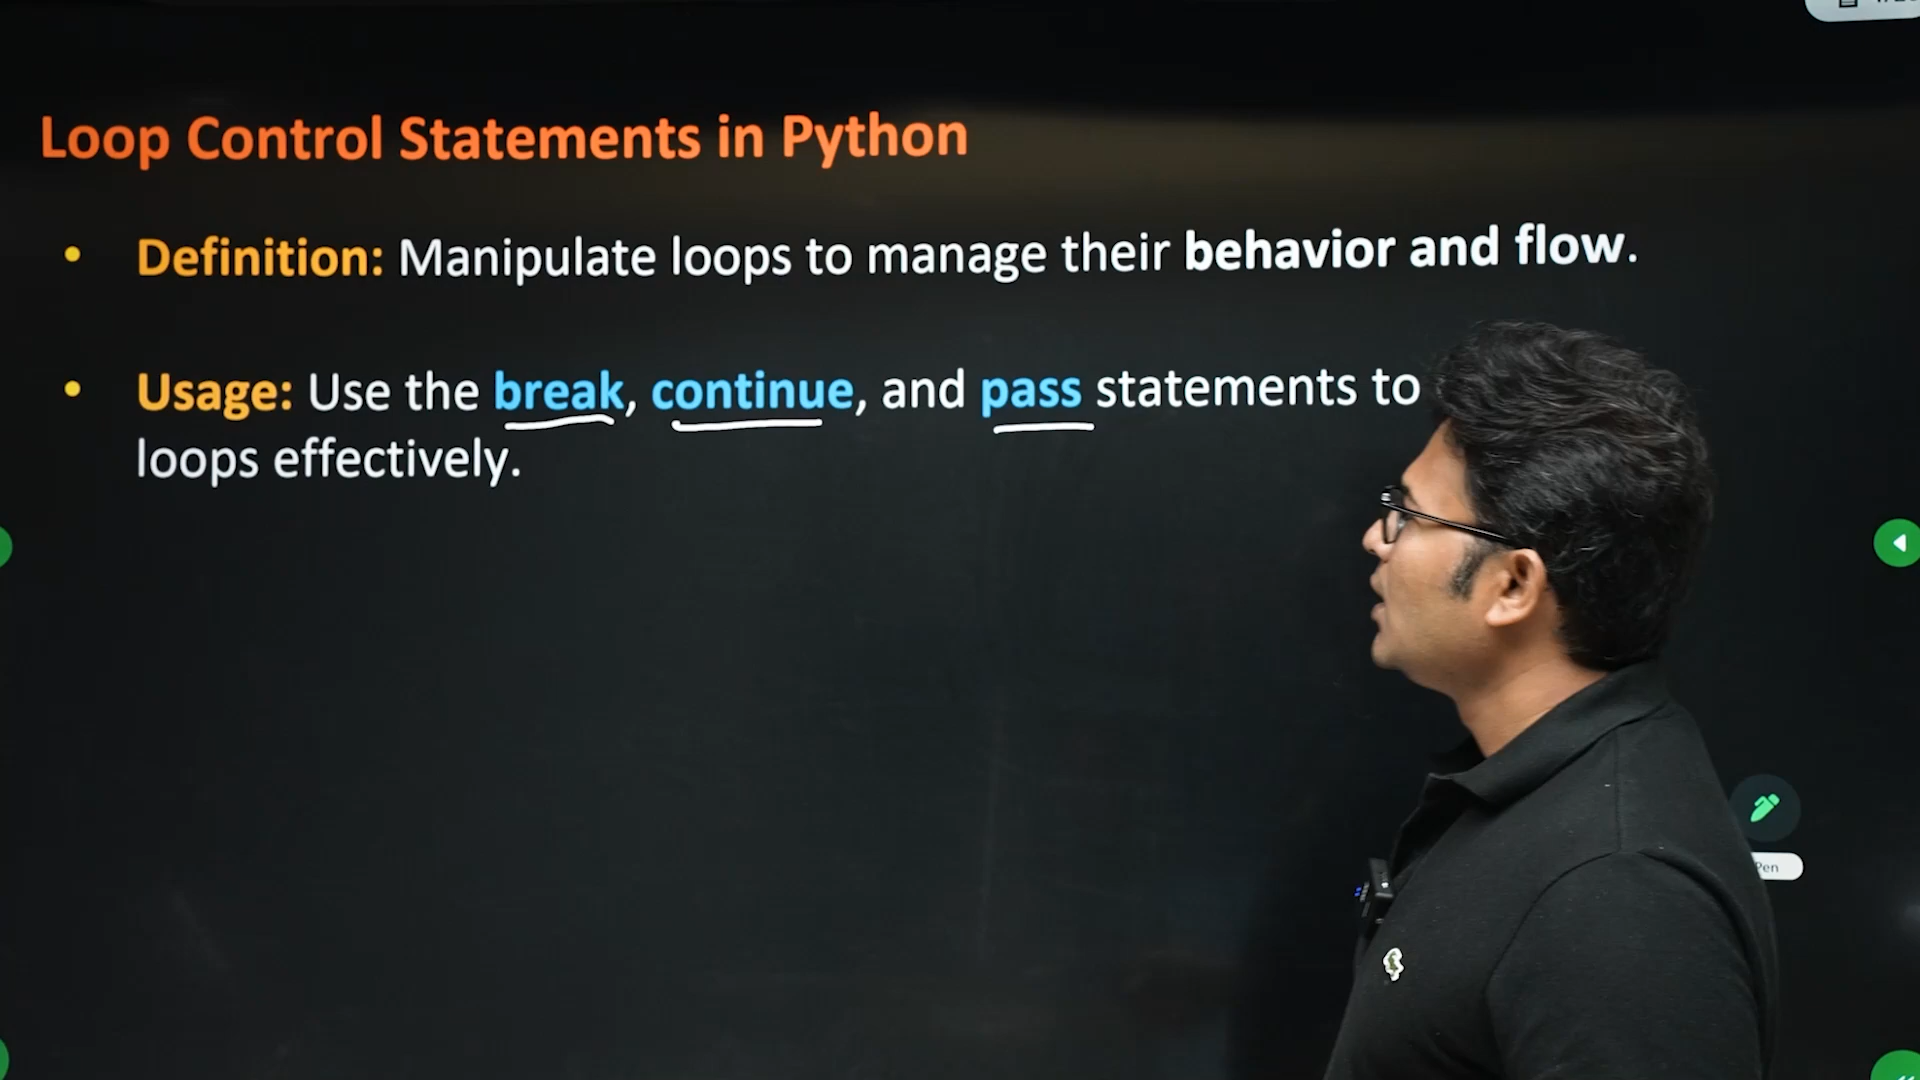 Loop Control Statements in Python
• Definition: Manipulate loops to manage their behavior and flow.
• Usage: Use the break, continue, and pass statements to
loops effectively.
Pen